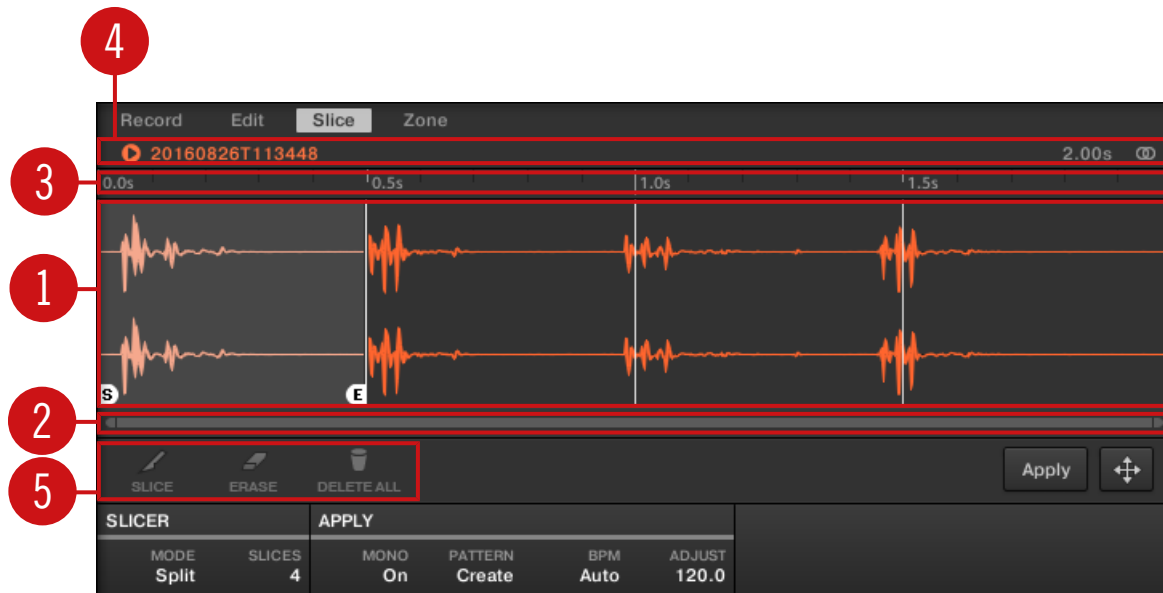 4
Record Edit Slice Zone
20160826T113448 2.00s
3
0.0s 0.5s 1.0s 1.5s
1
S E
2
5
SLICE ERASE DELETE ALL Apply
SLICER APPLY
MODE SLICES MONO PATTERN BPM ADJUST
Split 4 On Create Auto 120.0